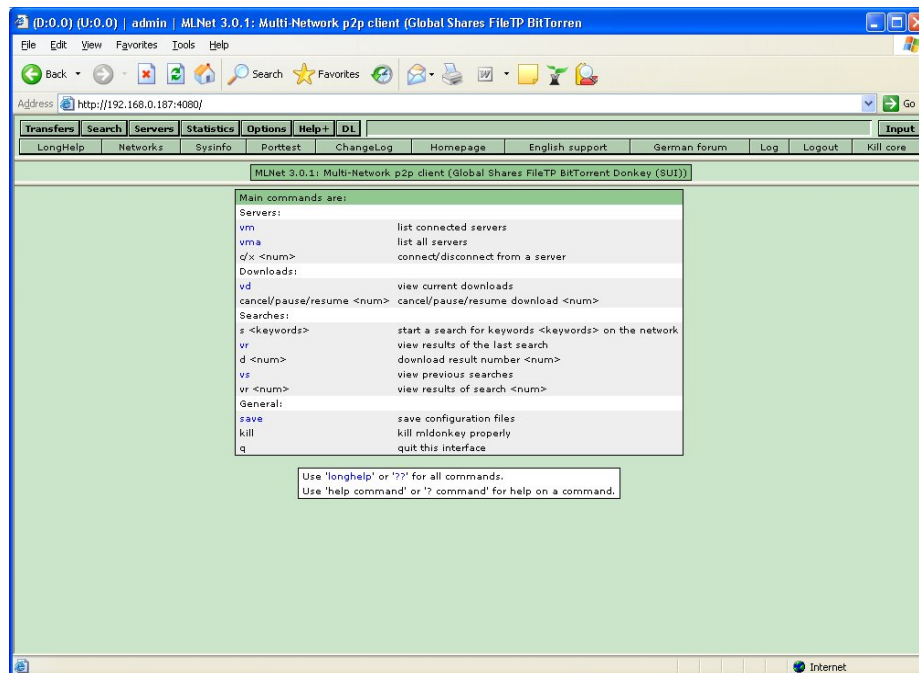 (D:0.0) (U:0.0) | admin | MLNet 3.0.1: Multi-Network p2p client (Global Shares FileTP BitTorren
File Edit View Favorites Tools Help
Back Search Favorites
Address http://192.168.0.187:4080/ Go
Transfers Search Servers Statistics Options Help+ DL Input
LongHelp Networks Sysinfo Porttest ChangeLog Homepage English support German forum Log Logout Kill core
MLNet 3.0.1: Multi-Network p2p client (Global Shares FileTP BitTorrent Donkey (SUI))
Main commands are:
Servers:
vm list connected servers
vma list all servers
c/x <num> connect/disconnect from a server
Downloads:
vd view current downloads
cancel/pause/resume <num> cancel/pause/resume download <num>
Searches:
s <keywords> start a search for keywords <keywords> on the network
vr view results of the last search
d <num> download result number <num>
vs view previous searches
vr <num> view results of search <num>
General:
save save configuration files
kill kill mldonkey properly
q quit this interface
Use 'longhelp' or '??' for all commands.
Use 'help command' or '? command' for help on a command.
Internet